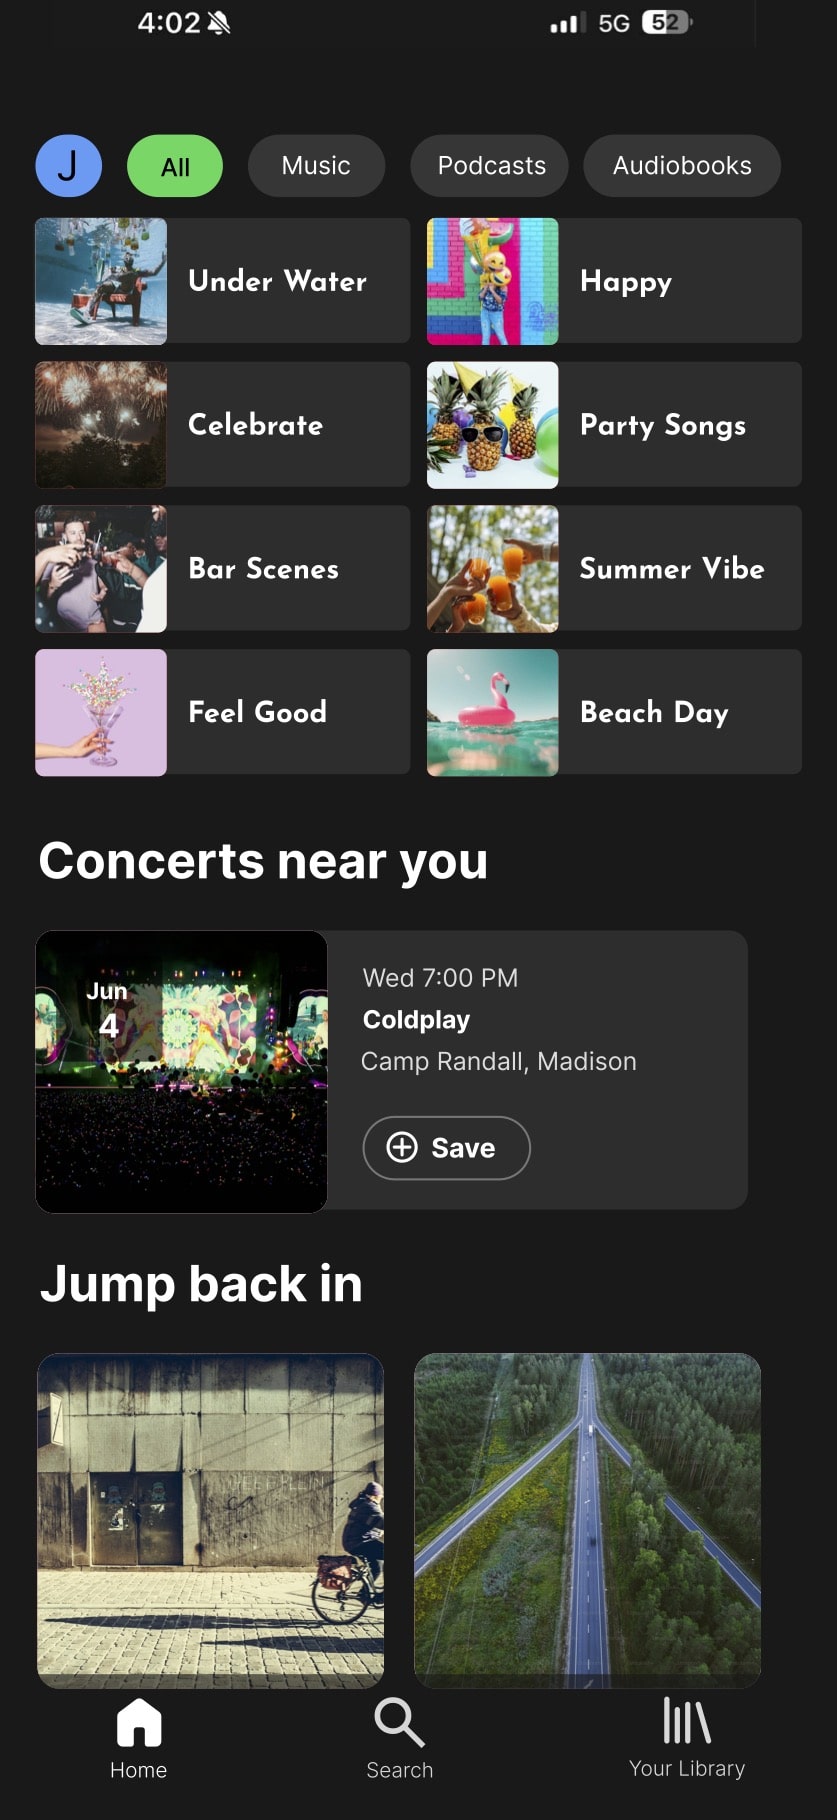 4:02 5G 52
J All Music Podcasts Audiobooks
Under Water
Happy
Celebrate
Party Songs
Bar Scenes
Summer Vibe
Feel Good
Beach Day
Concerts near you
Jun
4
Wed 7:00 PM
Coldplay
Camp Randall, Madison
Save
Jump back in
Home Search Your Library